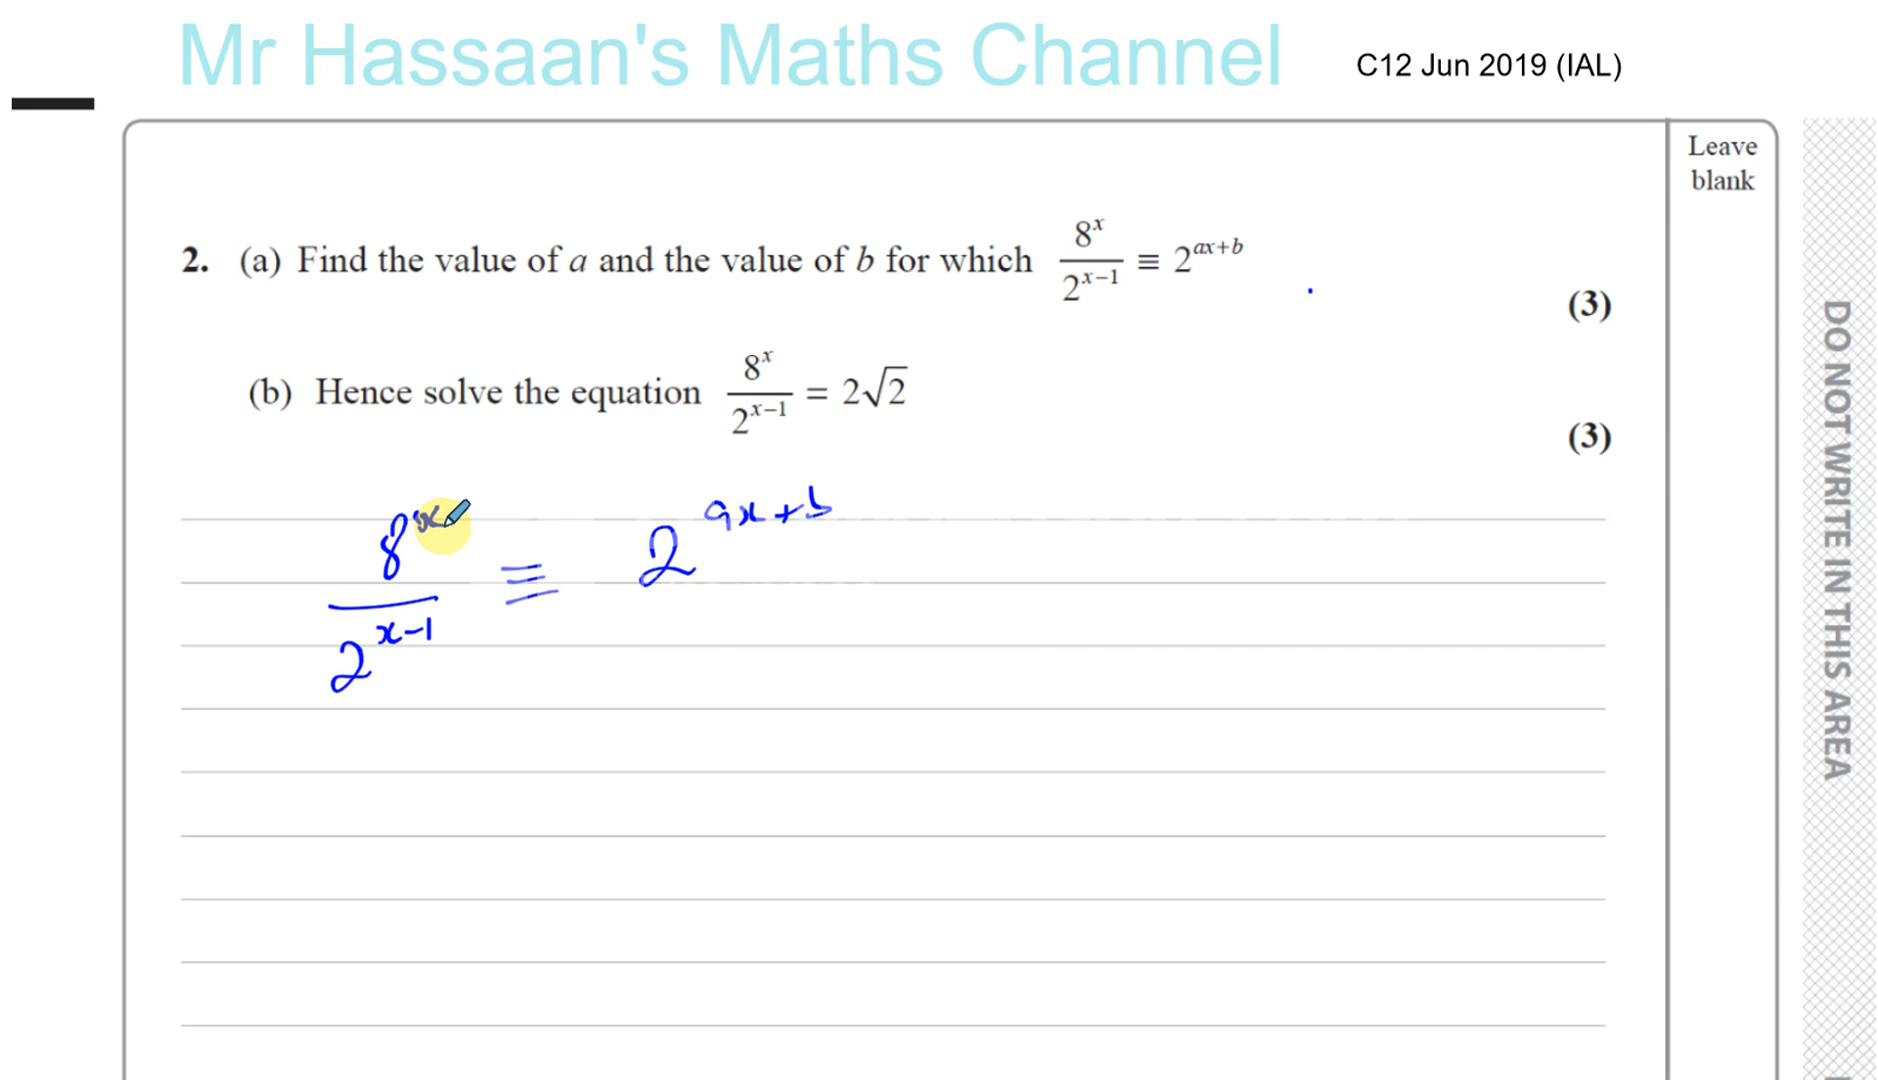 Mr Hassaan's Maths Channel
C12 Jun 2019 (IAL)
Leave
blank
2. (a) Find the value of a and the value of b for which 8^x / 2^{x−1} ≡ 2^{ax+b}
(3)
(b) Hence solve the equation 8^x / 2^{x−1} = 2√2
(3)
8^x / 2^{x−1} ≡ 2^{ax+b}
DO NOT WRITE IN THIS AREA